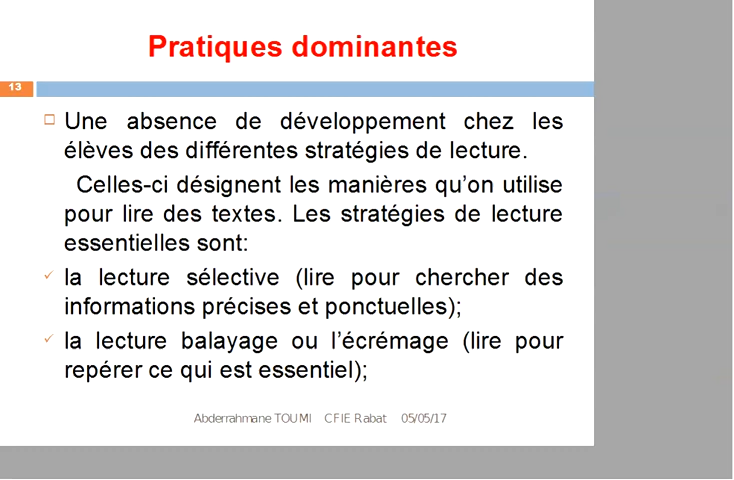 Pratiques dominantes
13
Une absence de développement chez les
élèves des différentes stratégies de lecture.
Celles-ci désignent les manières qu'on utilise
pour lire des textes. Les stratégies de lecture
essentielles sont:
la lecture sélective (lire pour chercher des
informations précises et ponctuelles);
la lecture balayage ou l'écrémage (lire pour
repérer ce qui est essentiel);
Abderrahmane TOUMI CFIE Rabat 05/05/17